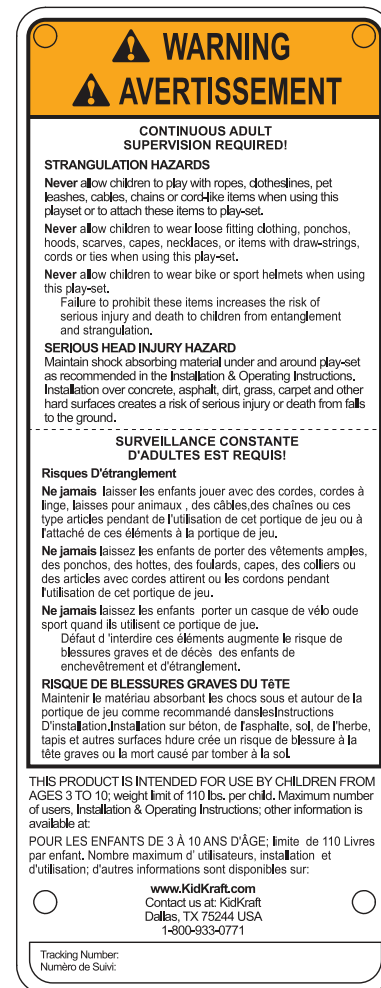 WARNING
AVERTISSEMENT
CONTINUOUS ADULT
SUPERVISION REQUIRED!
STRANGULATION HAZARDS
Never allow children to play with ropes, clotheslines, pet
leashes, cables, chains or cord-like items when using this
playset or to attach these items to play-set.
Never allow children to wear loose fitting clothing, ponchos,
hoods, scarves, capes, necklaces, or items with draw-strings,
cords or ties when using this play-set.
Never allow children to wear bike or sport helmets when using
this play-set.
Failure to prohibit these items increases the risk of
serious injury and death to children from entanglement
and strangulation.
SERIOUS HEAD INJURY HAZARD
Maintain shock absorbing material under and around play-set
as recommended in the Installation & Operating Instructions.
Installation over concrete, asphalt, dirt, grass, carpet and other
hard surfaces creates a risk of serious injury or death from falls
to the ground.
SURVEILLANCE CONSTANTE
D'ADULTES EST REQUIS!
Risques D'étranglement
Ne jamais laisser les enfants jouer avec des cordes, cordes à
linge, laisses pour animaux , des câbles,des chaînes ou ces
type articles pendant de l'utilisation de cet portique de jeu ou à
l'attaché de ces éléments à la portique de jeu.
Ne jamais laissez les enfants de porter des vêtements amples,
des ponchos, des hottes, des foulards, capes, des colliers ou
des articles avec cordes attirent ou les cordons pendant
l'utilisation de cet portique de jeu.
Ne jamais laissez les enfants porter un casque de vélo oude
sport quand ils utilisent ce portique de jue.
Défaut d 'interdire ces éléments augmente le risque de
blessures graves et de décès des enfants de
enchevêtrement et d'étranglement.
RISQUE DE BLESSURES GRAVES DU TêTE
Maintenir le matériau absorbant les chocs sous et autour de la
portique de jeu comme recommandé danslesInstructions
D'installation.Installation sur béton, de l'asphalte, sol, de l'herbe,
tapis et autres surfaces hdure crée un risque de blessure à la
tête graves ou la mort causé par tomber à la sol.
THIS PRODUCT IS INTENDED FOR USE BY CHILDREN FROM
AGES 3 TO 10; weight limit of 110 lbs. per child. Maximum number
of users, Installation & Operating Instructions; other information is
available at:
POUR LES ENFANTS DE 3 À 10 ANS D'ÂGE; limite de 110 Livres
par enfant. Nombre maximum d' utilisateurs, installation et
d'utilisation; d'autres informations sont disponibles sur:
www.KidKraft.com
Contact us at: KidKraft
Dallas, TX 75244 USA
1-800-933-0771
Tracking Number:
Numèro de Suivi: